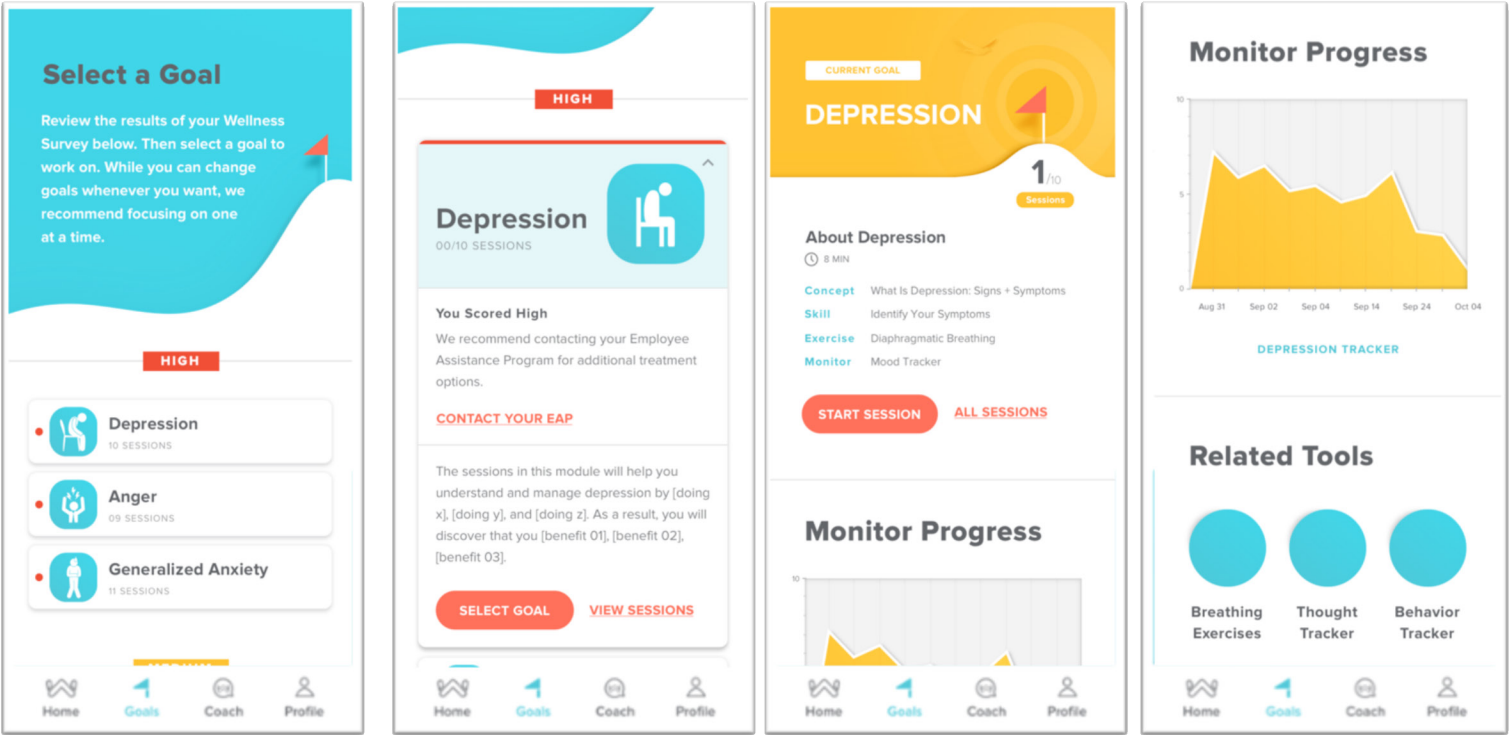 Select a Goal
Review the results of your Wellness
Survey below. Then select a goal to
work on. While you can change
goals whenever you want, we
recommend focusing on one
at a time.
HIGH
Depression
10 SESSIONS
Anger
09 SESSIONS
Generalized Anxiety
11 SESSIONS
Home
Goals
Coach
Profile
HIGH
Depression
00/10 SESSIONS
You Scored High
We recommend contacting your Employee
Assistance Program for additional treatment
options.
CONTACT YOUR EAP
The sessions in this module will help you
understand and manage depression by [doing
x], [doing y], and [doing z]. As a result, you will
discover that you [benefit 01], [benefit 02],
[benefit 03].
SELECT GOAL
VIEW SESSIONS
Home
Goals
Coach
Profile
CURRENT GOAL
DEPRESSION
1/10
Sessions
About Depression
8 MIN
Concept What Is Depression: Signs + Symptoms
Skill Identify Your Symptoms
Exercise Diaphragmatic Breathing
Monitor Mood Tracker
START SESSION
ALL SESSIONS
Monitor Progress
10
Home
Goals
Coach
Profile
Monitor Progress
10
5
0
Aug 31 Sep 02 Sep 04 Sep 14 Sep 24 Oct 04
DEPRESSION TRACKER
Related Tools
Breathing
Exercises
Thought
Tracker
Behavior
Tracker
Home
Goals
Coach
Profile